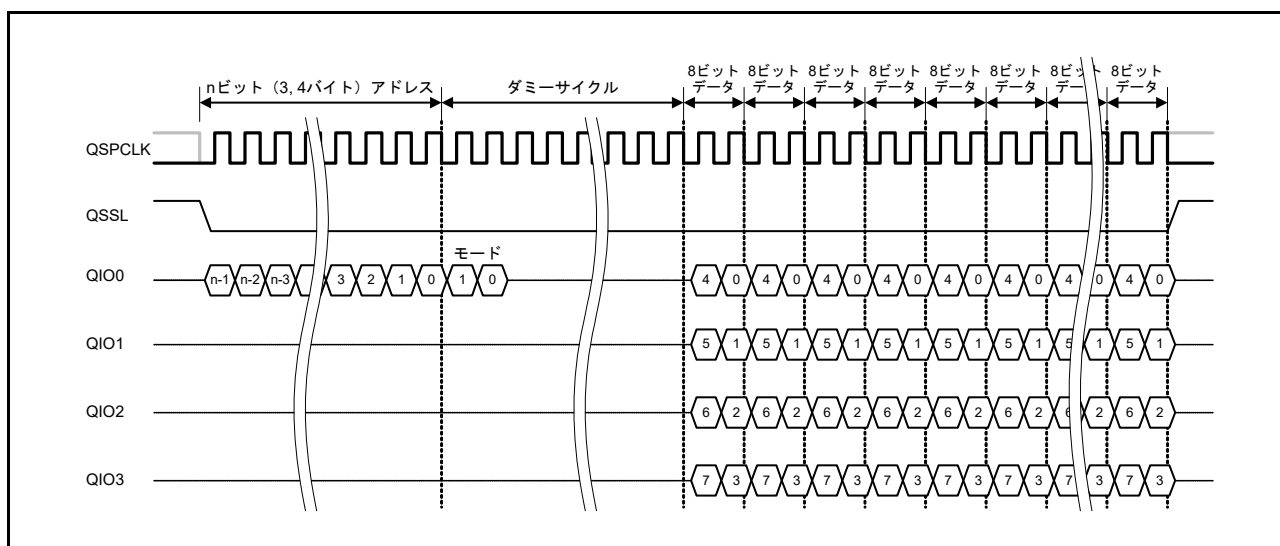 8ビット 8ビット 8ビット 8ビット 8ビット 8ビット 8ビット 8ビット
nビット（3, 4バイト）アドレス ダミーサイクル データ データ データ データ データ データ データ データ
QSPCLK
QSSL
モード
QIO0 n-1 n-2 n-3 3 2 1 0 1 0 4 0 4 0 4 0 4 0 4 0 4 0 4 0 4 0
QIO1 5 1 5 1 5 1 5 1 5 1 5 1 5 1 5 1
QIO2 6 2 6 2 6 2 6 2 6 2 6 2 6 2 6 2
QIO3 7 3 7 3 7 3 7 3 7 3 7 3 7 3 7 3